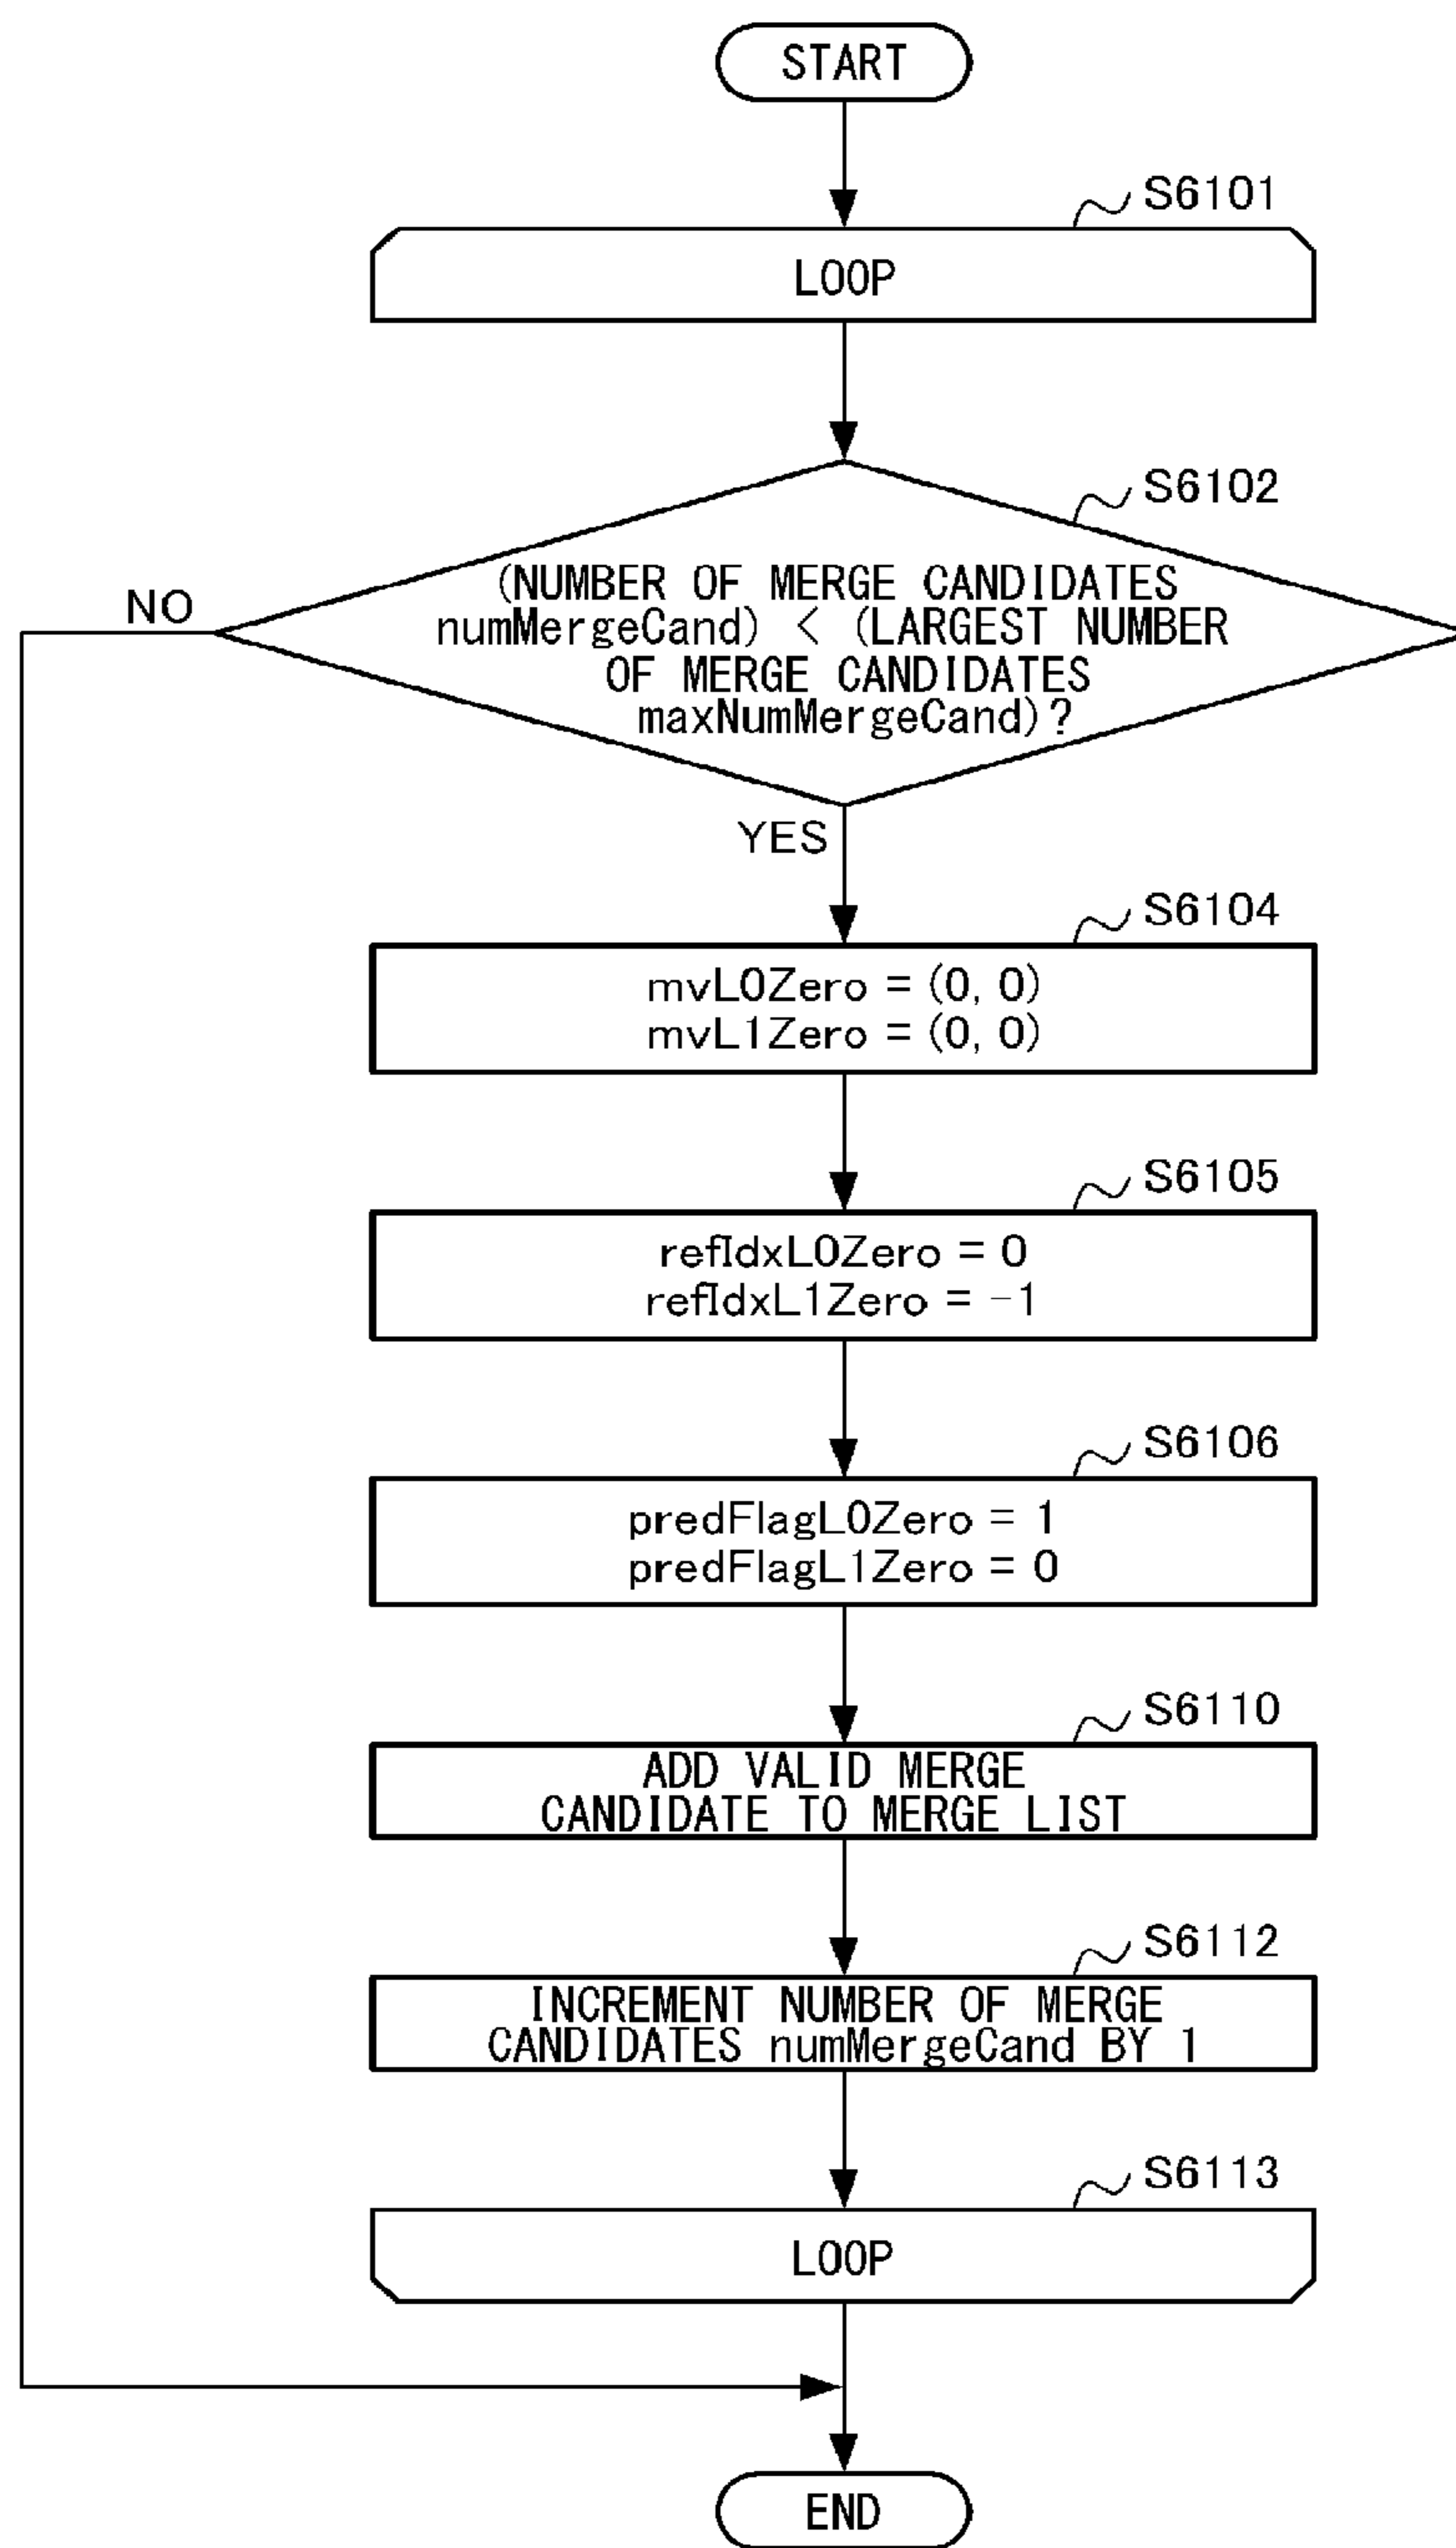 START
S6101
LOOP
S6102
(NUMBER OF MERGE CANDIDATES
numMergeCand) < (LARGEST NUMBER
OF MERGE CANDIDATES
maxNumMergeCand)?
NO
YES
S6104
mvL0Zero = (0, 0)
mvL1Zero = (0, 0)
S6105
refIdxL0Zero = 0
refIdxL1Zero = -1
S6106
predFlagL0Zero = 1
predFlagL1Zero = 0
S6110
ADD VALID MERGE
CANDIDATE TO MERGE LIST
S6112
INCREMENT NUMBER OF MERGE
CANDIDATES numMergeCand BY 1
S6113
LOOP
END